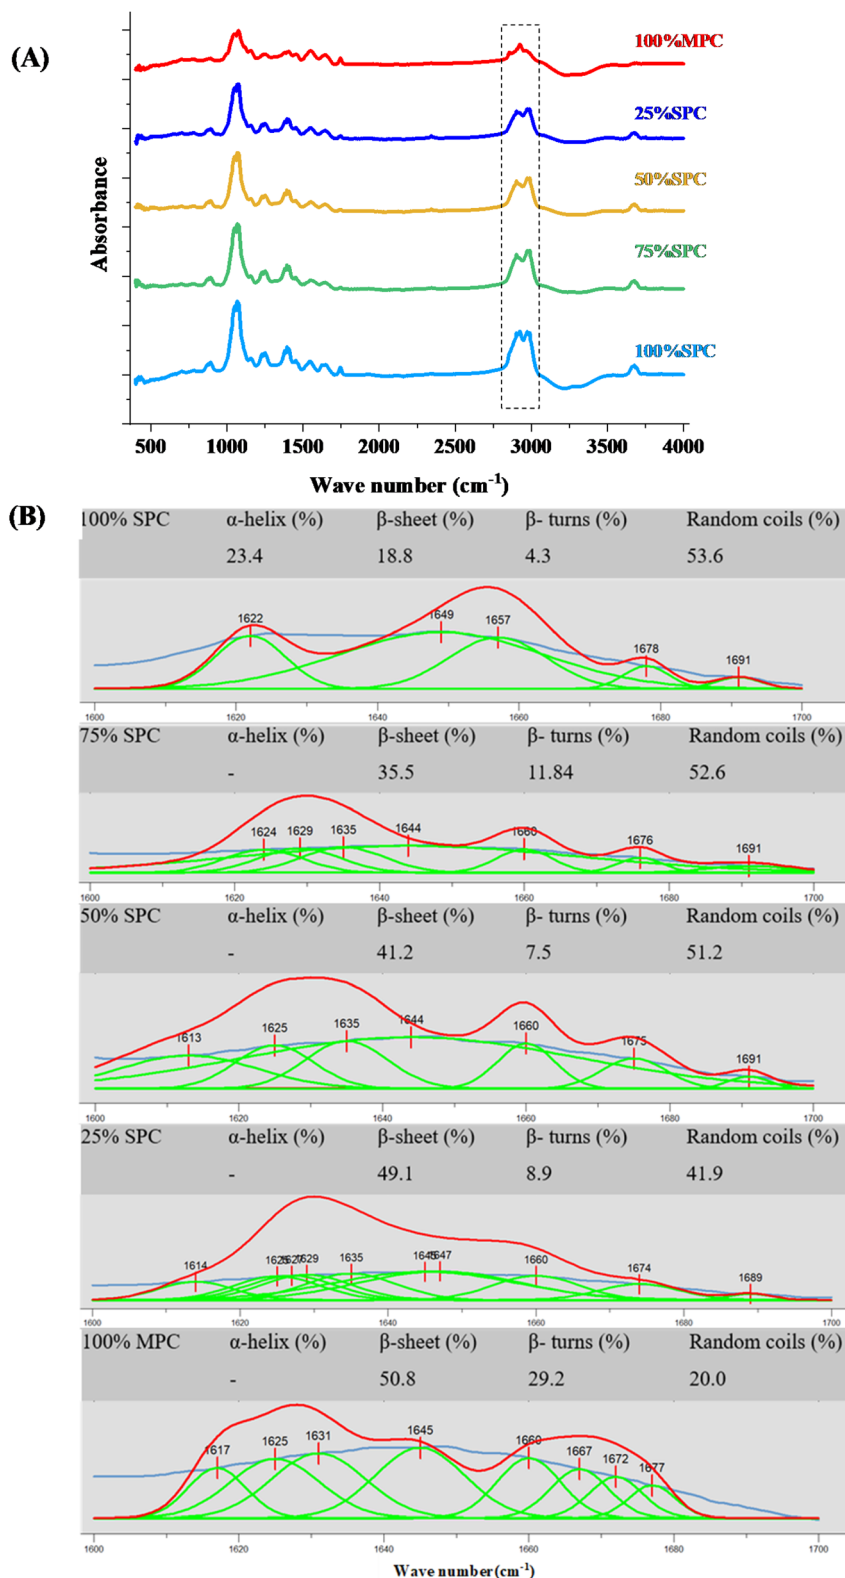 (A)
100%MPC
25%SPC
50%SPC
75%SPC
100%SPC
Absorbance
500 1000 1500 2000 2500 3000 3500 4000
Wave number (cm-1)
(B)
100% SPC α-helix (%) β-sheet (%) β- turns (%) Random coils (%)
23.4 18.8 4.3 53.6
1622 1649 1657 1678 1691
1600 1620 1640 1660 1680 1700
75% SPC α-helix (%) β-sheet (%) β- turns (%) Random coils (%)
- 35.5 11.84 52.6
1624 1629 1635 1644 1660 1676 1691
1600 1620 1640 1660 1680 1700
50% SPC α-helix (%) β-sheet (%) β- turns (%) Random coils (%)
- 41.2 7.5 51.2
1613 1625 1635 1644 1660 1675 1691
1600 1620 1640 1660 1680 1700
25% SPC α-helix (%) β-sheet (%) β- turns (%) Random coils (%)
- 49.1 8.9 41.9
1614 1625 1627 1629 1635 1645 1647 1660 1674 1689
1600 1620 1640 1660 1680 1700
100% MPC α-helix (%) β-sheet (%) β- turns (%) Random coils (%)
- 50.8 29.2 20.0
1617 1625 1631 1645 1660 1667 1672 1677
1600 1620 1640 1660 1680 1700
Wave number(cm-1)